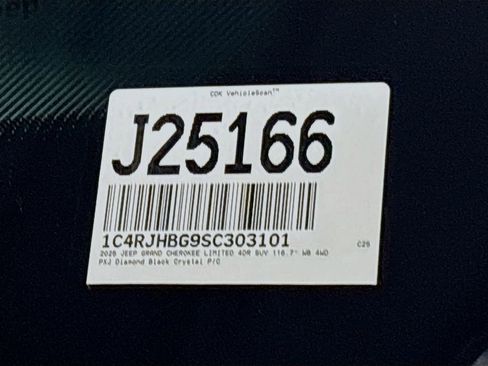 CDK VehicleScan™
J25166
1C4RJHBG9SC303101
C25
2025 JEEP GRAND CHEROKEE LIMITED 4DR SUV 116.7" WB 4WD
PXJ Diamond Black Crystal P/C